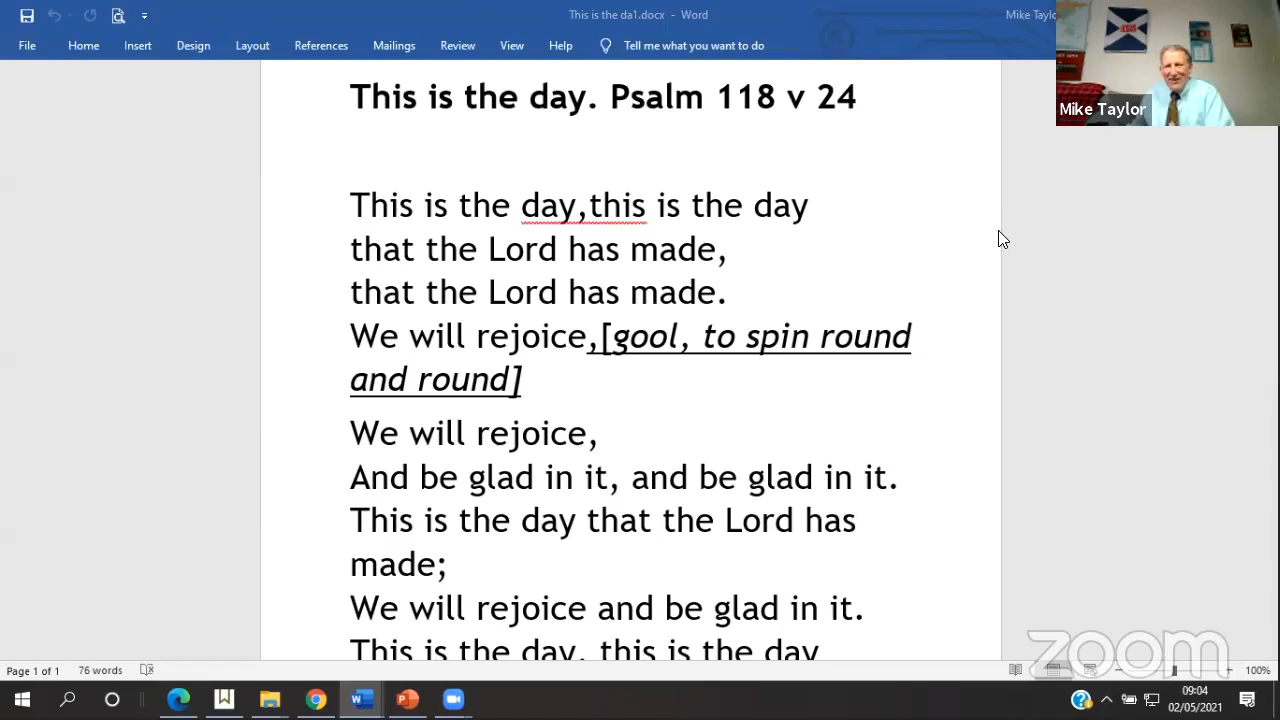 This is the da1.docx - Word
Mike Taylo
File Home Insert Design Layout References Mailings Review View Help Tell me what you want to do
Mike Taylor
This is the day. Psalm 118 v 24
This is the day,this is the day
that the Lord has made,
that the Lord has made.
We will rejoice,[gool, to spin round
and round]
We will rejoice,
And be glad in it, and be glad in it.
This is the day that the Lord has
made;
We will rejoice and be glad in it.
This is the day, this is the day
zoom
Page 1 of 1 76 words 100%
09:04
02/05/2021